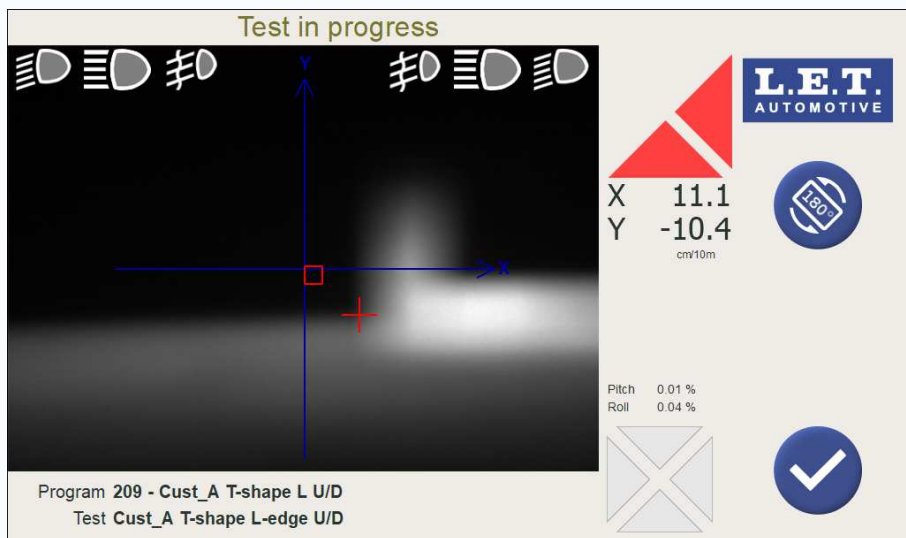 Test in progress
Y
X
X 11.1
Y -10.4
cm/10m
L.E.T.
AUTOMOTIVE
180°
Pitch 0.01 %
Roll 0.04 %
Program 209 - Cust_A T-shape L U/D
Test Cust_A T-shape L-edge U/D